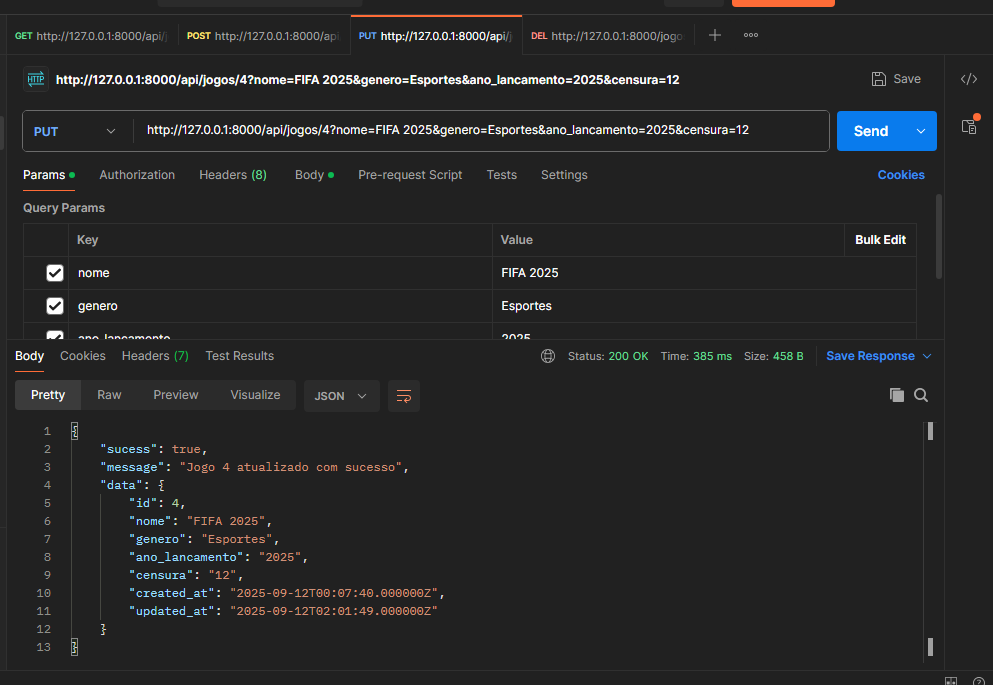 GET http://127.0.0.1:8000/api/j POST http://127.0.0.1:8000/api PUT http://127.0.0.1:8000/api/j DEL http://127.0.0.1:8000/jogo
HTTP http://127.0.0.1:8000/api/jogos/4?nome=FIFA 2025&genero=Esportes&ano_lancamento=2025&censura=12 Save </>
PUT http://127.0.0.1:8000/api/jogos/4?nome=FIFA 2025&genero=Esportes&ano_lancamento=2025&censura=12 Send
Params Authorization Headers (8) Body Pre-request Script Tests Settings Cookies
Query Params
Key Value Bulk Edit
nome FIFA 2025
genero Esportes
ano_lancamento 2025
Body Cookies Headers (7) Test Results Status: 200 OK Time: 385 ms Size: 458 B Save Response
Pretty Raw Preview Visualize JSON
1 {
2 "sucess": true,
3 "message": "Jogo 4 atualizado com sucesso",
4 "data": {
5 "id": 4,
6 "nome": "FIFA 2025",
7 "genero": "Esportes",
8 "ano_lancamento": "2025",
9 "censura": "12",
10 "created_at": "2025-09-12T00:07:40.000000Z",
11 "updated_at": "2025-09-12T02:01:49.000000Z"
12 }
13 }